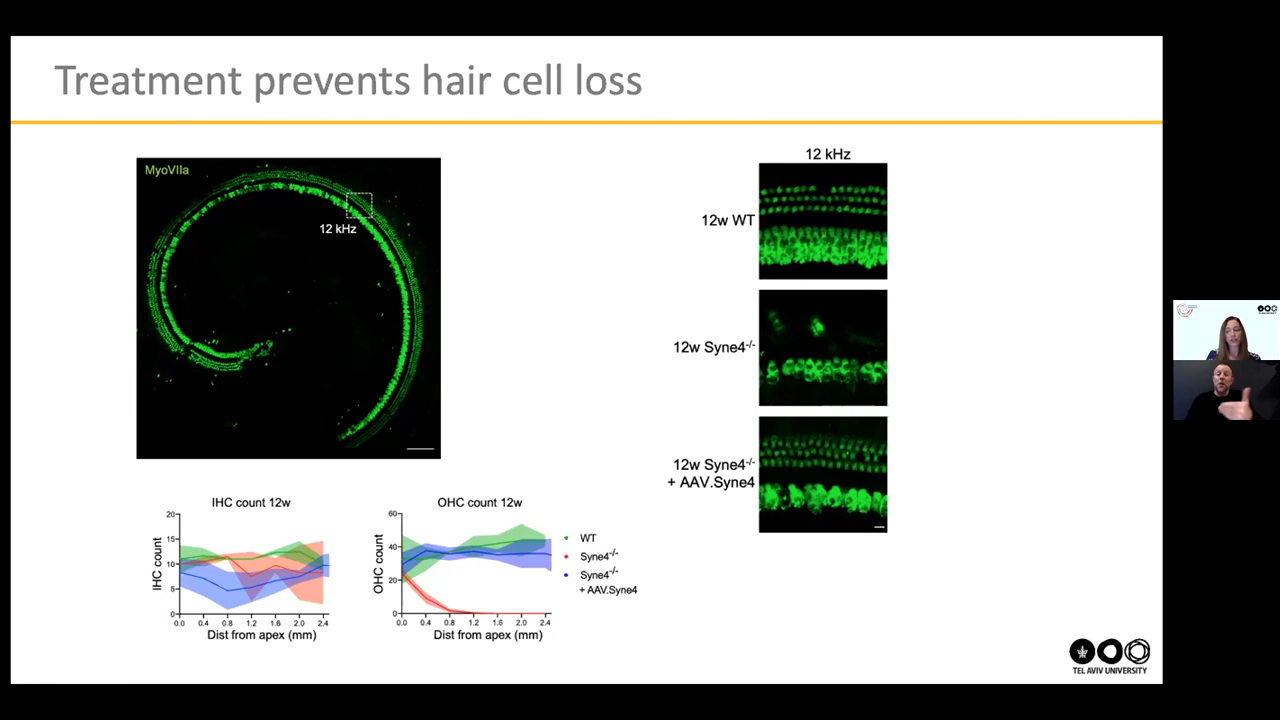 Treatment prevents hair cell loss
MyoVIIa
12 kHz
12 kHz
12w WT
12w Syne4-/-
12w Syne4-/-
+ AAV.Syne4
IHC count 12w
IHC count
20
15
10
5
0
0.0 0.4 0.8 1.2 1.6 2.0 2.4
Dist from apex (mm)
OHC count 12w
OHC count
60
40
20
0
0.0 0.4 0.8 1.2 1.6 2.0 2.4
Dist from apex (mm)
WT
Syne4-/-
Syne4-/-
+ AAV.Syne4
TEL AVIV UNIVERSITY